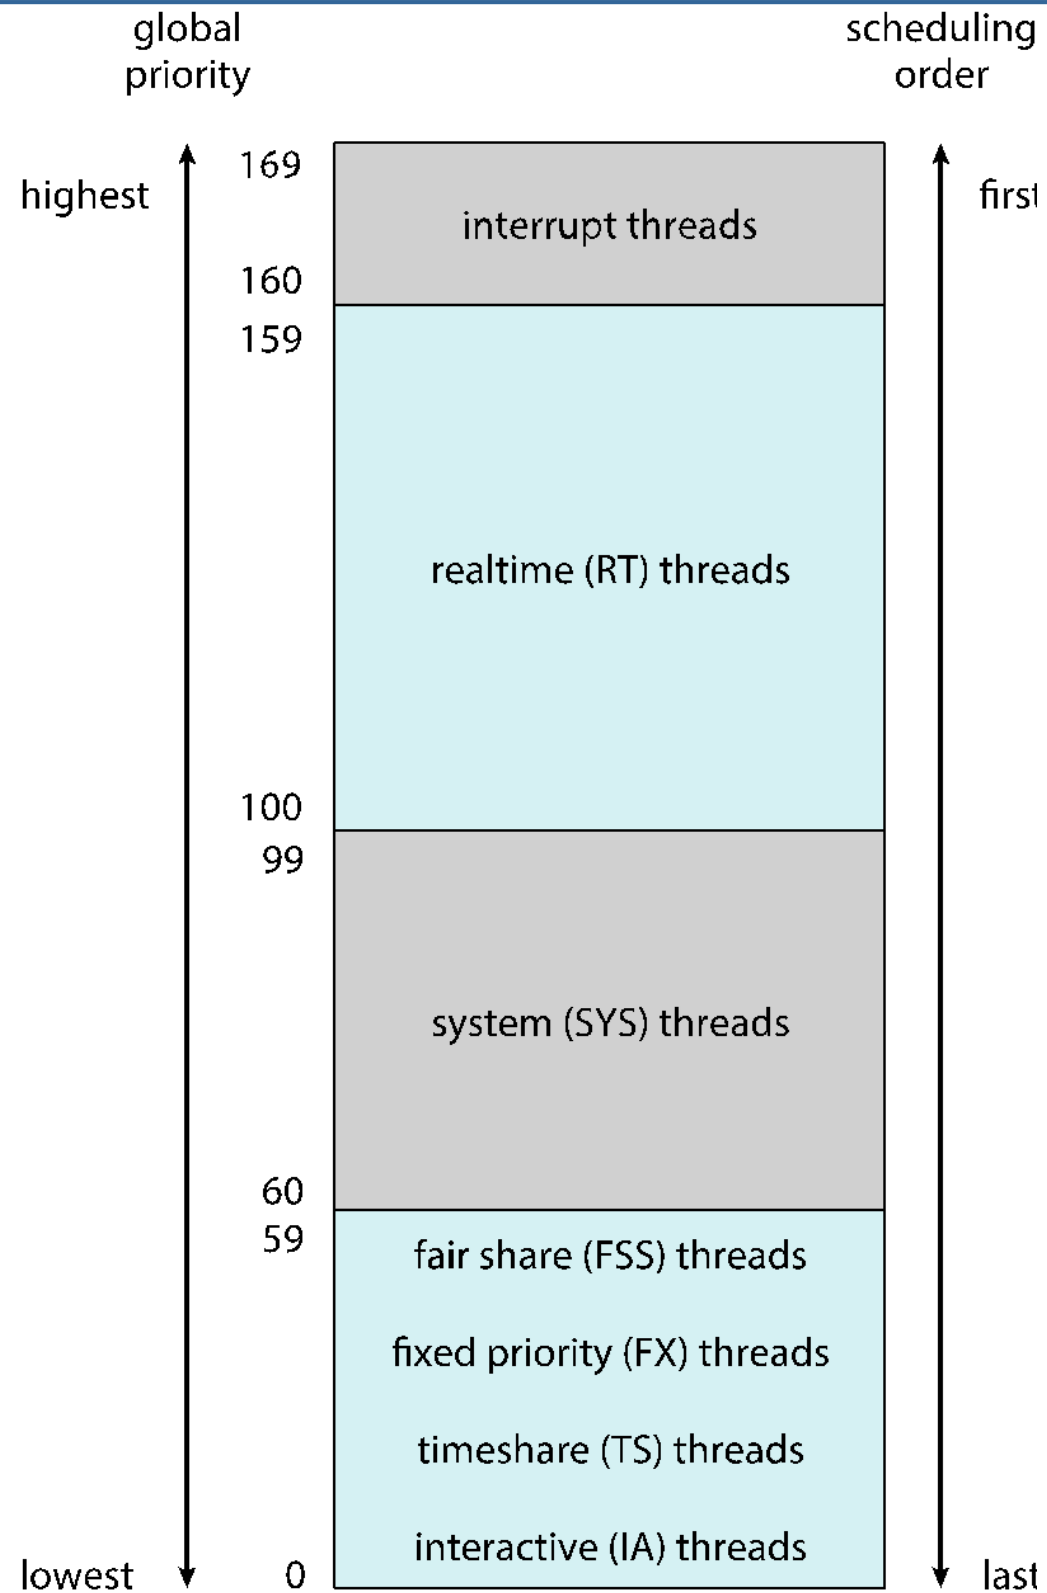 global
priority
scheduling
order
highest
169
interrupt threads
first
160
159
realtime (RT) threads
100
99
system (SYS) threads
60
59
fair share (FSS) threads
fixed priority (FX) threads
timeshare (TS) threads
interactive (IA) threads
lowest
0
last